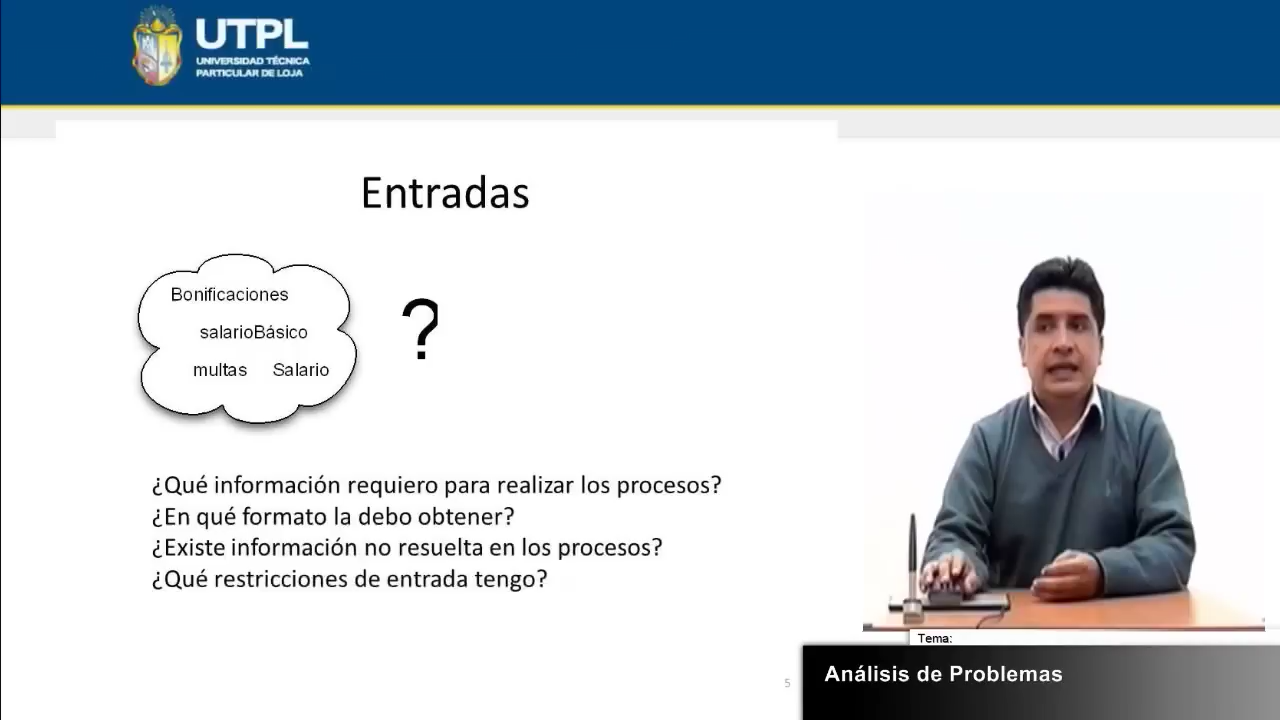 UTPL
UNIVERSIDAD TÉCNICA
PARTICULAR DE LOJA
Entradas
Bonificaciones
salarioBásico
multas Salario
?
¿Qué información requiero para realizar los procesos?
¿En qué formato la debo obtener?
¿Existe información no resuelta en los procesos?
¿Qué restricciones de entrada tengo?
5
Tema:
Análisis de Problemas